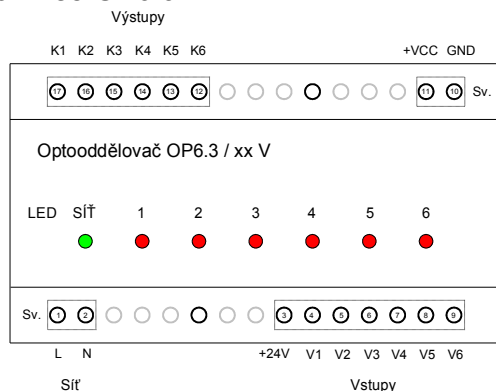 Výstupy
K1 K2 K3 K4 K5 K6 +VCC GND
17 16 15 14 13 12 11 10 Sv.
Optooddělovač OP6.3 / xx V
LED SÍŤ 1 2 3 4 5 6
Sv. 1 2 3 4 5 6 7 8 9
L N +24V V1 V2 V3 V4 V5 V6
Síť Vstupy